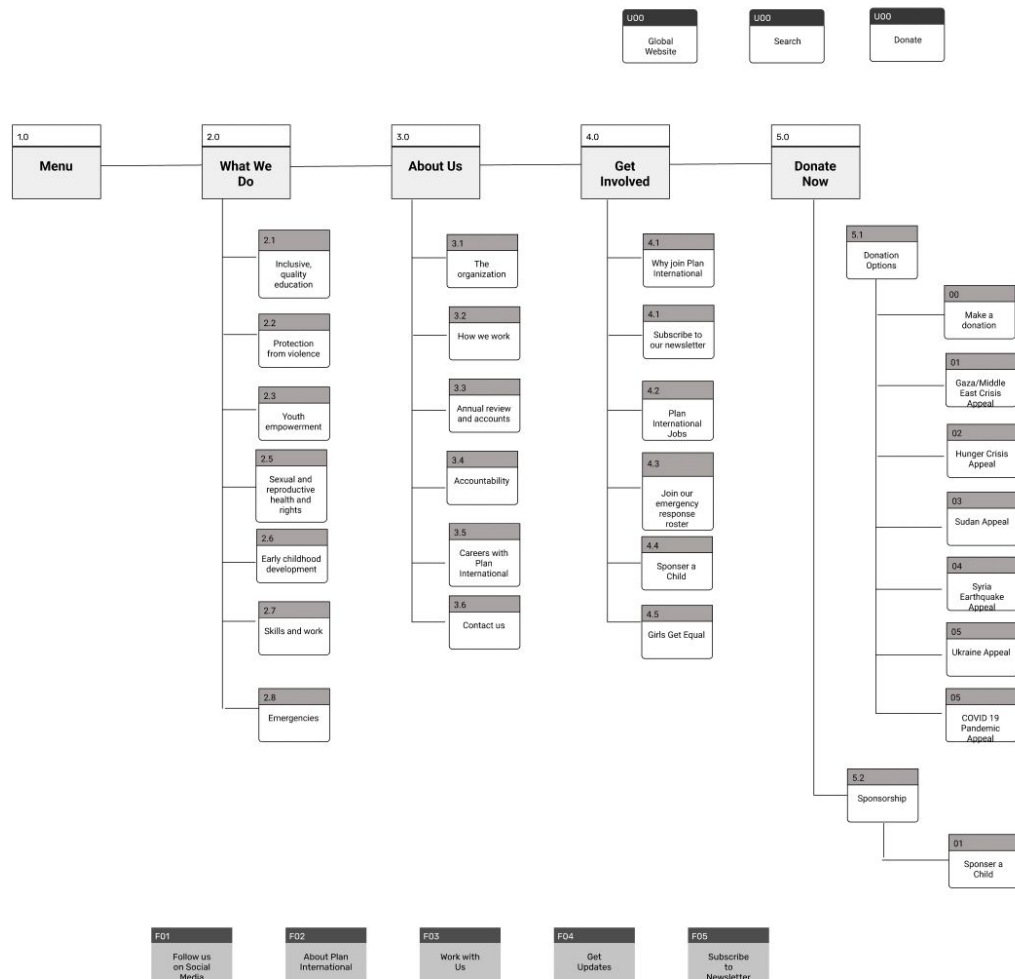 U00
Global
Website
U00
Search
U00
Donate
1.0
Menu
2.0
What We
Do
3.0
About Us
4.0
Get
Involved
5.0
Donate
Now
2.1
Inclusive,
quality
education
2.2
Protection
from violence
2.3
Youth
empowerment
2.5
Sexual and
reproductive
health and
rights
2.6
Early childhood
development
2.7
Skills and work
2.8
Emergencies
3.1
The
organization
3.2
How we work
3.3
Annual review
and accounts
3.4
Accountability
3.5
Careers with
Plan
International
3.6
Contact us
4.1
Why join Plan
International
4.1
Subscribe to
our newsletter
4.2
Plan
International
Jobs
4.3
Join our
emergency
response
roster
4.4
Sponser a
Child
4.5
Girls Get Equal
5.1
Donation
Options
00
Make a
donation
01
Gaza/Middle
East Crisis
Appeal
02
Hunger Crisis
Appeal
03
Sudan Appeal
04
Syria
Earthquake
Appeal
05
Ukraine Appeal
05
COVID 19
Pandemic
Appeal
5.2
Sponsorship
01
Sponser a
Child
F01
Follow us
on Social
Media
F02
About Plan
International
F03
Work with
Us
F04
Get
Updates
F05
Subscribe
to
Newsletter